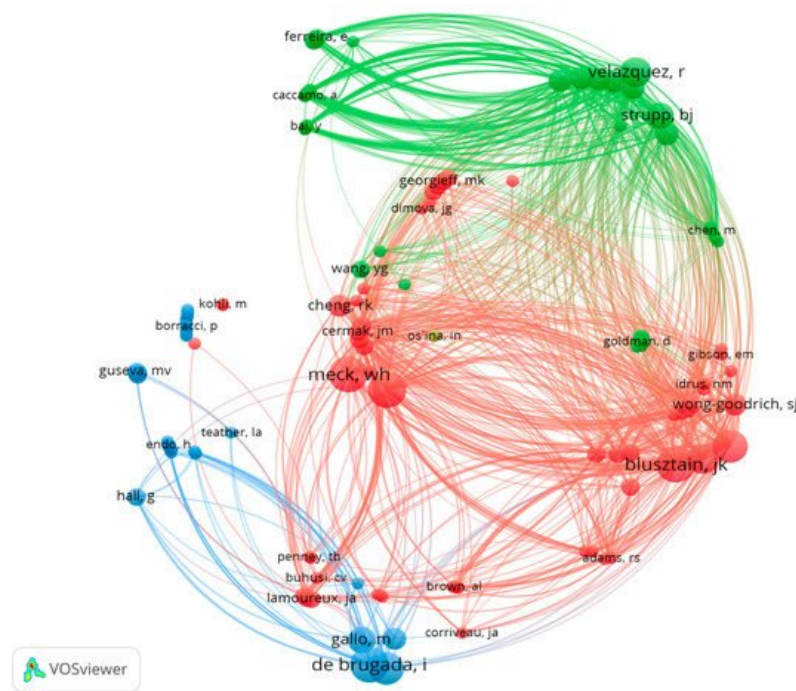 ferreira, e
velazquez, r
caccamo, a
strupp, bj
bai, y
georgieff, mk
dimova, jg
chen, m
wang, yg
kohli, m
cheng, rk
borracci, p
cermak, jm
os'ina, in
goldman, d
gibson, em
guseva, mv
meck, wh
idrus, nm
wong-goodrich, sj
teather, la
endo, h
blusztain, jk
hall, g
penney, tb
adams, rs
buhusi, cv
brown, al
lamoureux, ja
corriveau, ja
gallo, m
de brugada, i
VOSviewer